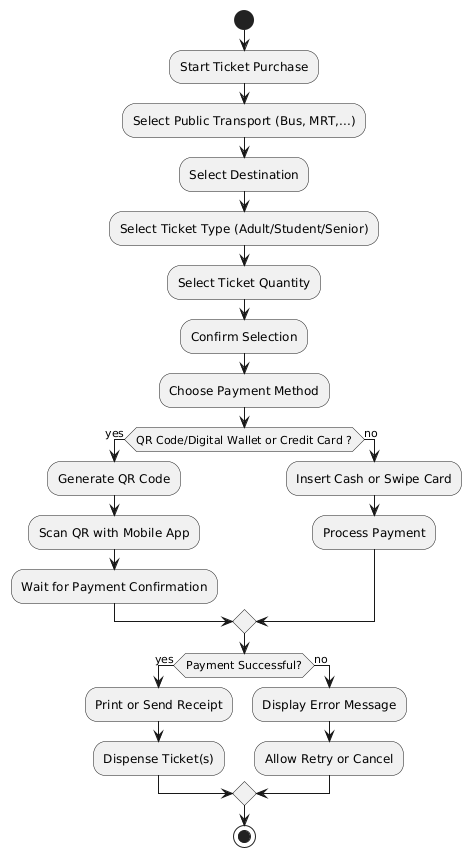 Start Ticket Purchase
Select Public Transport (Bus, MRT,...)
Select Destination
Select Ticket Type (Adult/Student/Senior)
Select Ticket Quantity
Confirm Selection
Choose Payment Method
yes
QR Code/Digital Wallet or Credit Card ?
no
Generate QR Code
Insert Cash or Swipe Card
Scan QR with Mobile App
Process Payment
Wait for Payment Confirmation
yes
Payment Successful?
no
Print or Send Receipt
Display Error Message
Dispense Ticket(s)
Allow Retry or Cancel